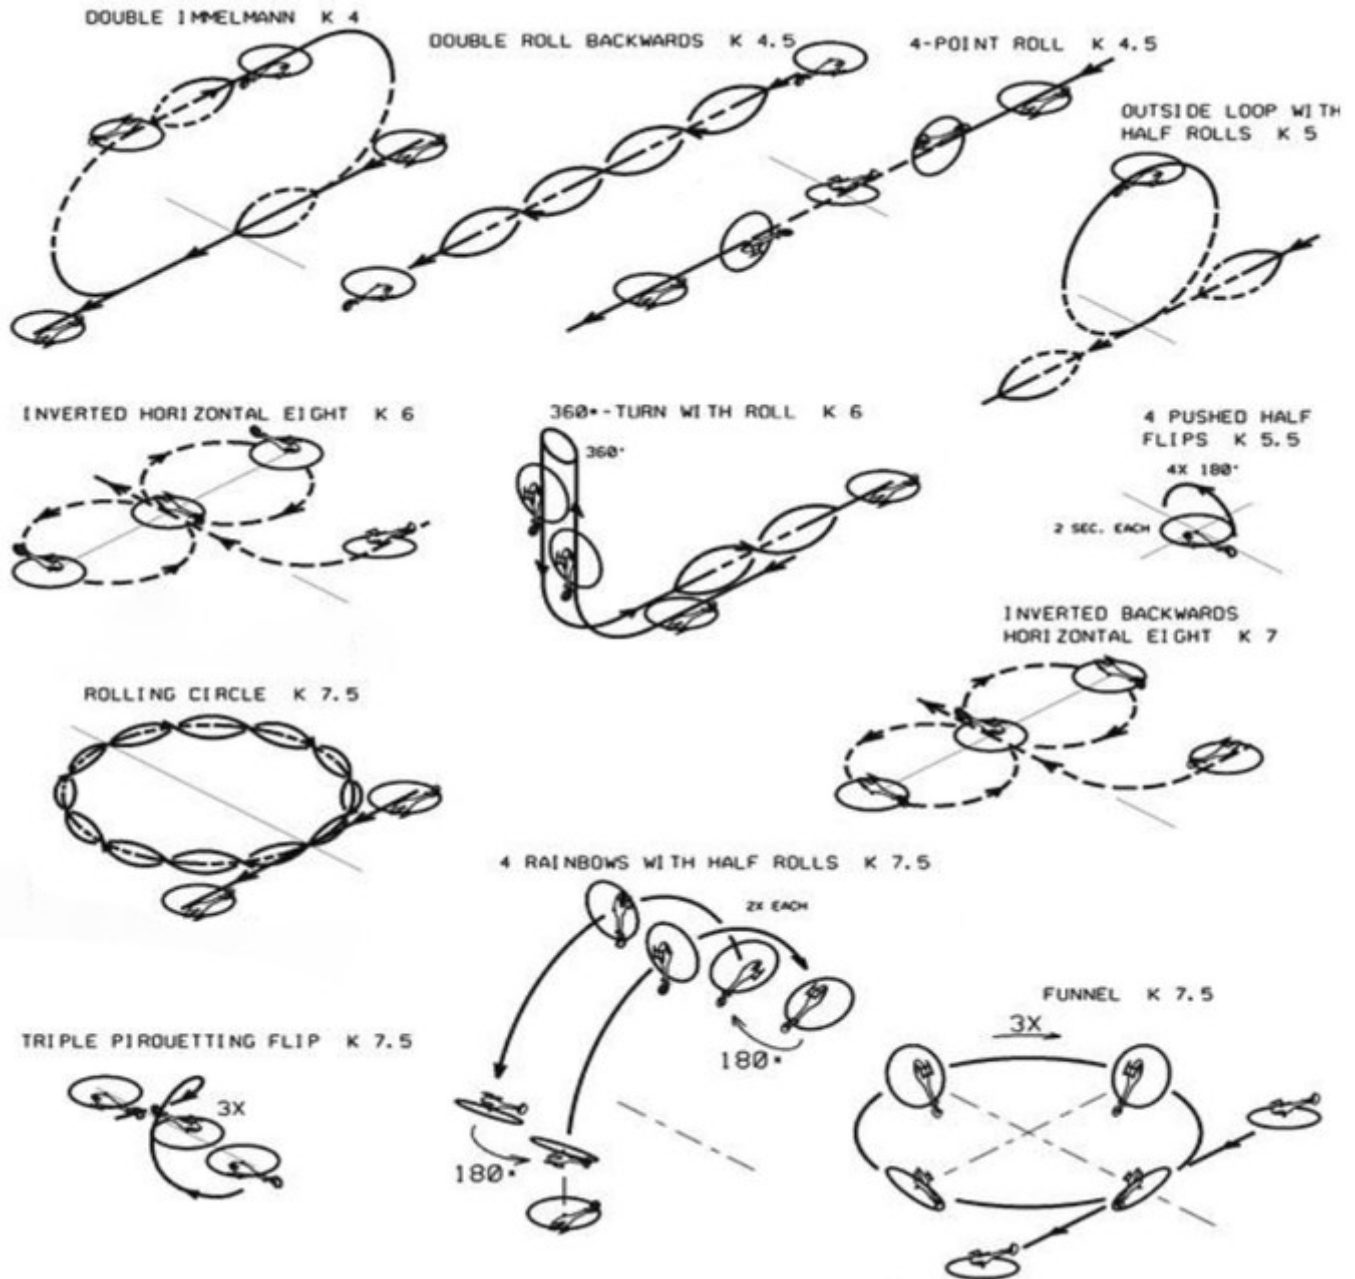 DOUBLE IMMELMANN K 4
DOUBLE ROLL BACKWARDS K 4.5
4-POINT ROLL K 4.5
OUTSIDE LOOP WITH
HALF ROLLS K 5
INVERTED HORIZONTAL EIGHT K 6
360°-TURN WITH ROLL K 6
360°
4 PUSHED HALF
FLIPS K 5.5
4X 180°
2 SEC. EACH
INVERTED BACKWARDS
HORIZONTAL EIGHT K 7
ROLLING CIRCLE K 7.5
4 RAINBOWS WITH HALF ROLLS K 7.5
2X EACH
180°
180°
TRIPLE PIROUETTING FLIP K 7.5
3X
FUNNEL K 7.5
3X